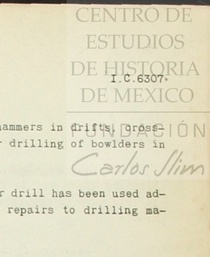 CENTRO DE
ESTUDIOS
DE HISTORIA
I.C.6307.
DE MEXICO
hammers in drifts, cross-
FUNDACIÓN
drilling of bowlders in
Carlos Slim
drill has been used ad-
repairs to drilling ma-